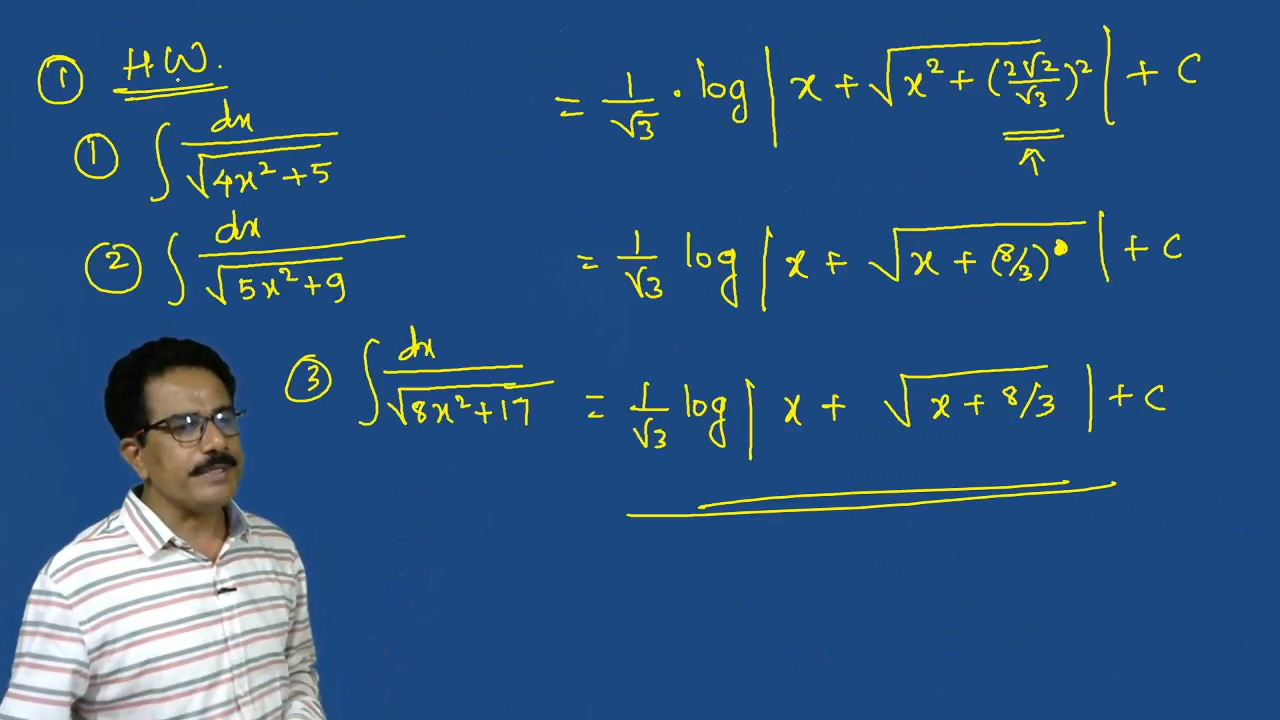 ① H.W.
① ∫ dx / √(4x² + 5)
② ∫ dx / √(5x² + 9)
③ ∫ dx / √(8x² + 17)
= 1/√3 · log | x + √(x² + (2√2/√3)²) | + C
↑
= 1/√3 log | x + √(x + (8/3)) | + C
= 1/√3 log | x + √(x + 8/3) | + C